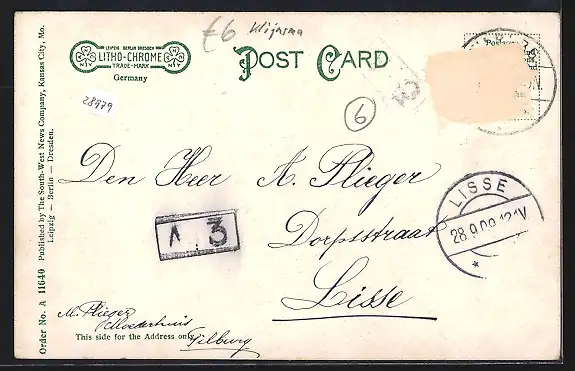 £6
LEIPZIG BERLIN DRESDEN
LITHO-CHROME
TRADE-MARK
N Y
N Y
Germany
POST CARD
28979
6
Den Heer A. Plieger
Dorpsstraat
Lisse
LISSE
28.9.09.12-1V
A 3
M. Plieger
Moederhuis
Tilburg
This side for the Address only
Order No. A 11640 Published by The South-West News Company, Kansas City, Mo.
Leipzig — Berlin — Dresden.